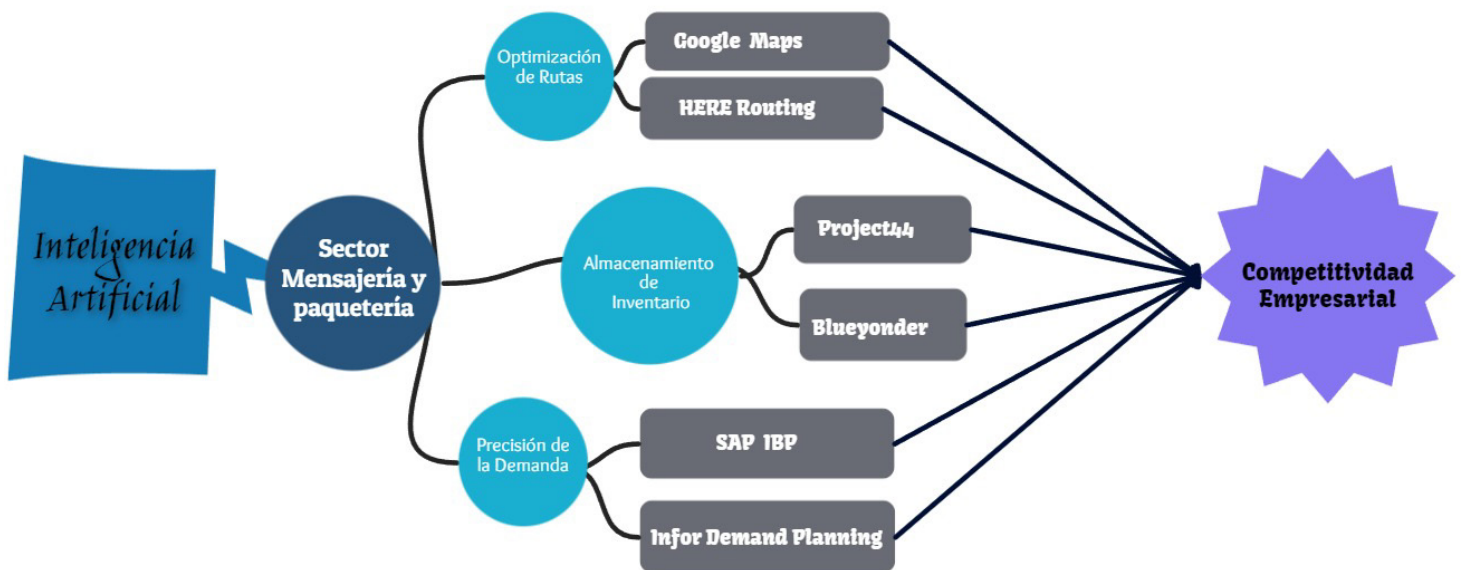 Inteligencia
Artificial
Sector
Mensajería y
paquetería
Optimización
de Rutas
Google Maps
HERE Routing
Almacenamiento
de
Inventario
Project44
Blueyonder
Precisión de
la Demanda
SAP IBP
Infor Demand Planning
Competitividad
Empresarial